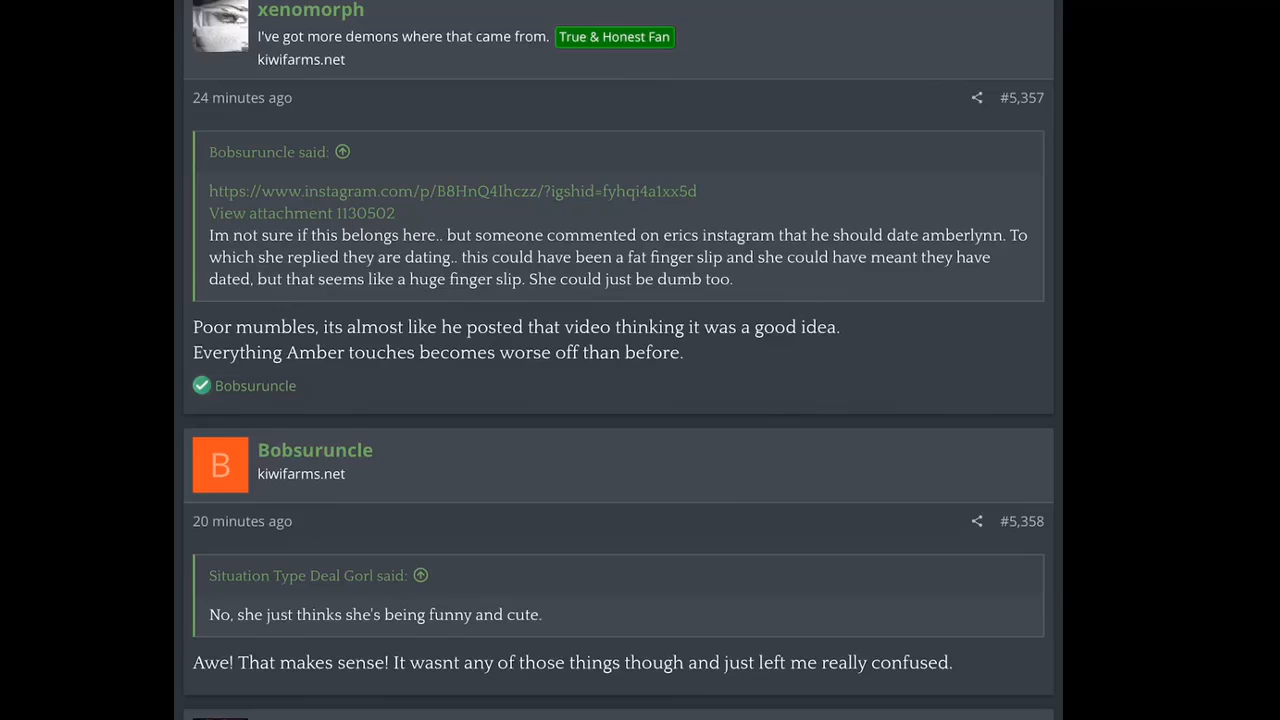 xenomorph
I've got more demons where that came from. True & Honest Fan
kiwifarms.net
24 minutes ago #5,357
Bobsuruncle said:
https://www.instagram.com/p/B8HnQ4Ihczz/?igshid=fyhqi4a1xx5d
View attachment 1130502
Im not sure if this belongs here.. but someone commented on erics instagram that he should date amberlynn. To
which she replied they are dating.. this could have been a fat finger slip and she could have meant they have
dated, but that seems like a huge finger slip. She could just be dumb too.
Poor mumbles, its almost like he posted that video thinking it was a good idea.
Everything Amber touches becomes worse off than before.
Bobsuruncle
B
Bobsuruncle
kiwifarms.net
20 minutes ago #5,358
Situation Type Deal Gorl said:
No, she just thinks she's being funny and cute.
Awe! That makes sense! It wasnt any of those things though and just left me really confused.